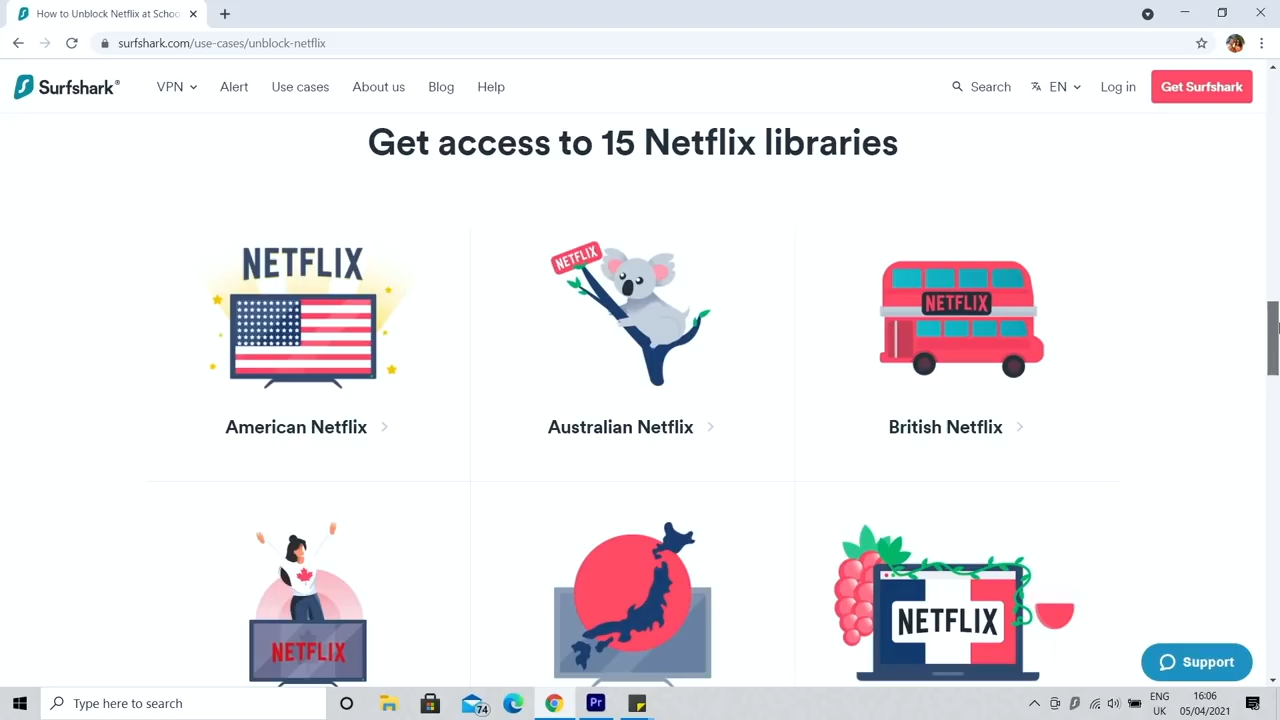 How to Unblock Netflix at Schoo
surfshark.com/use-cases/unblock-netflix
Surfshark®
VPN
Alert
Use cases
About us
Blog
Help
Search
EN
Log in
Get Surfshark
Get access to 15 Netflix libraries
NETFLIX
NETFLIX
NETFLIX
American Netflix
Australian Netflix
British Netflix
NETFLIX
NETFLIX
Support
Type here to search
74
Pr
ENG
UK
16:06
05/04/2021